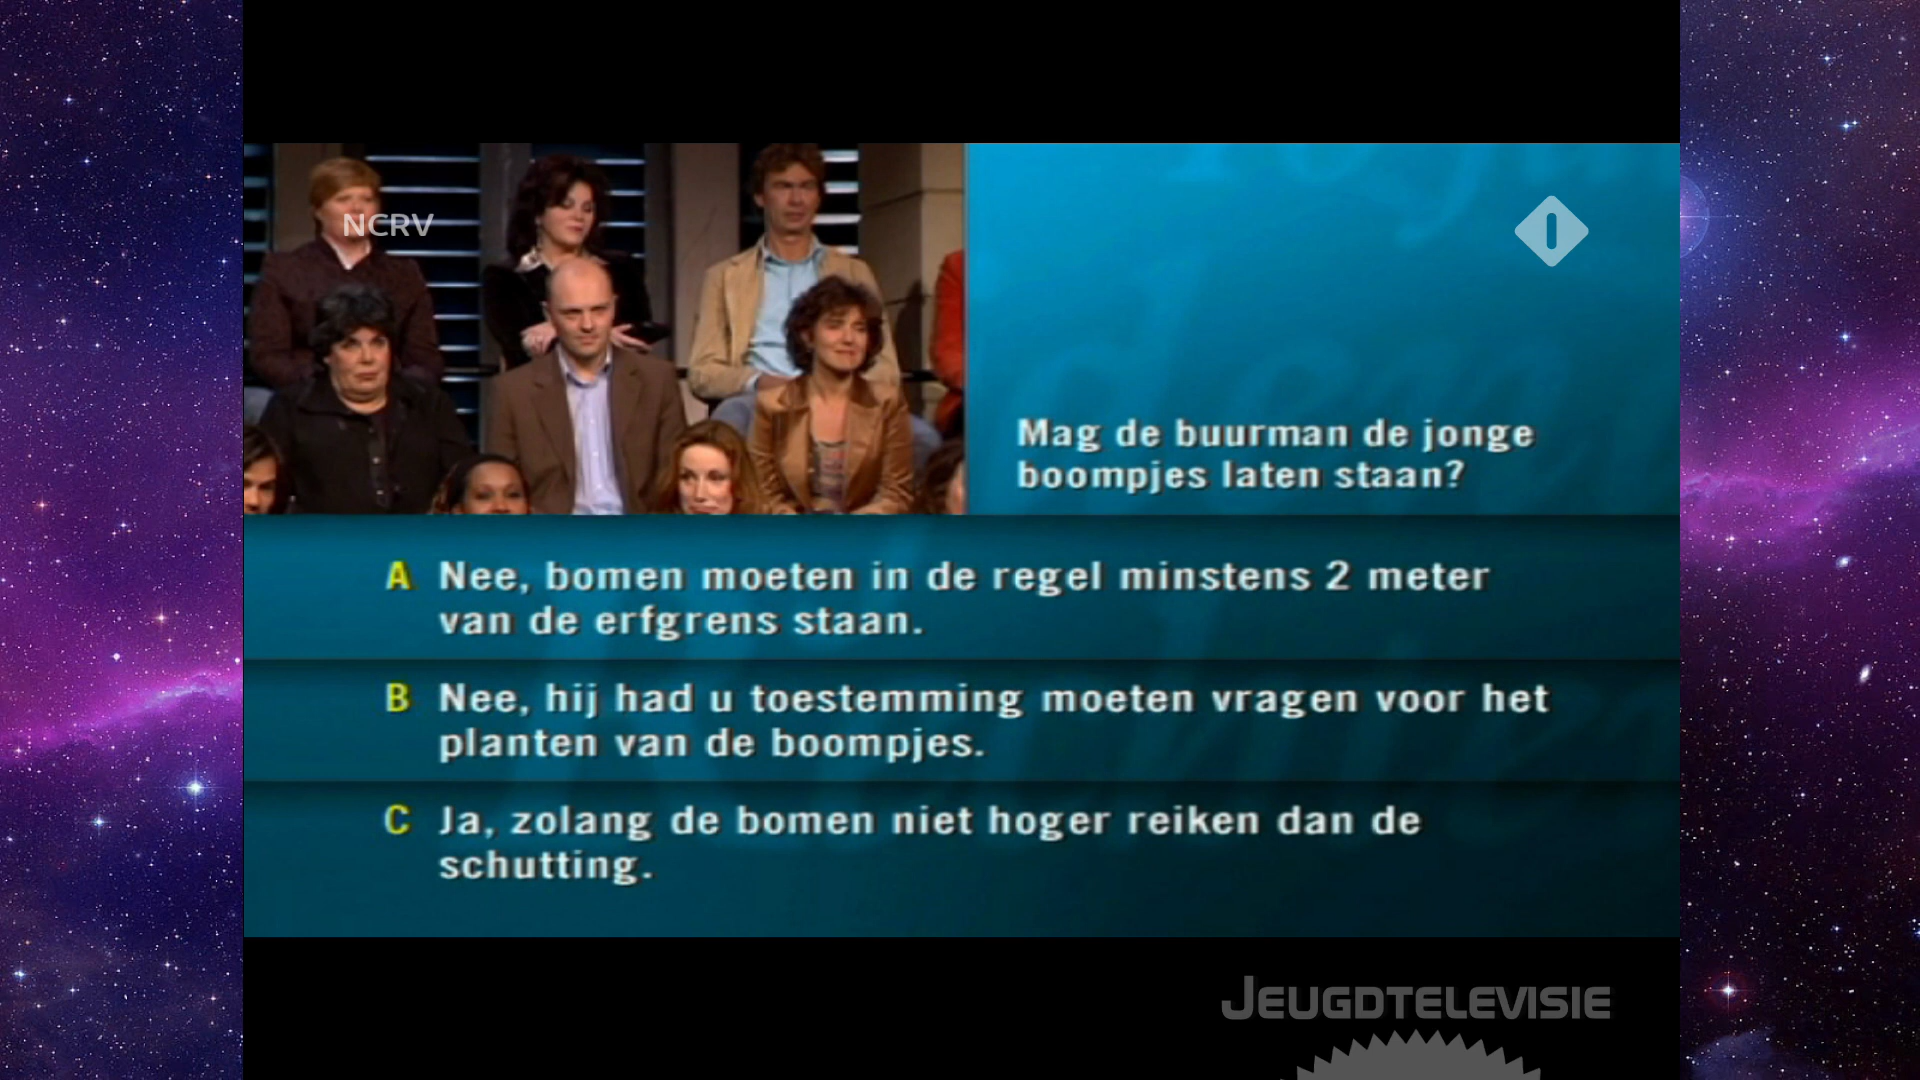 NCRV
Mag de buurman de jonge
boompjes laten staan?
A Nee, bomen moeten in de regel minstens 2 meter
van de erfgrens staan.
B Nee, hij had u toestemming moeten vragen voor het
planten van de boompjes.
C Ja, zolang de bomen niet hoger reiken dan de
schutting.
JEUGDTELEVISIE